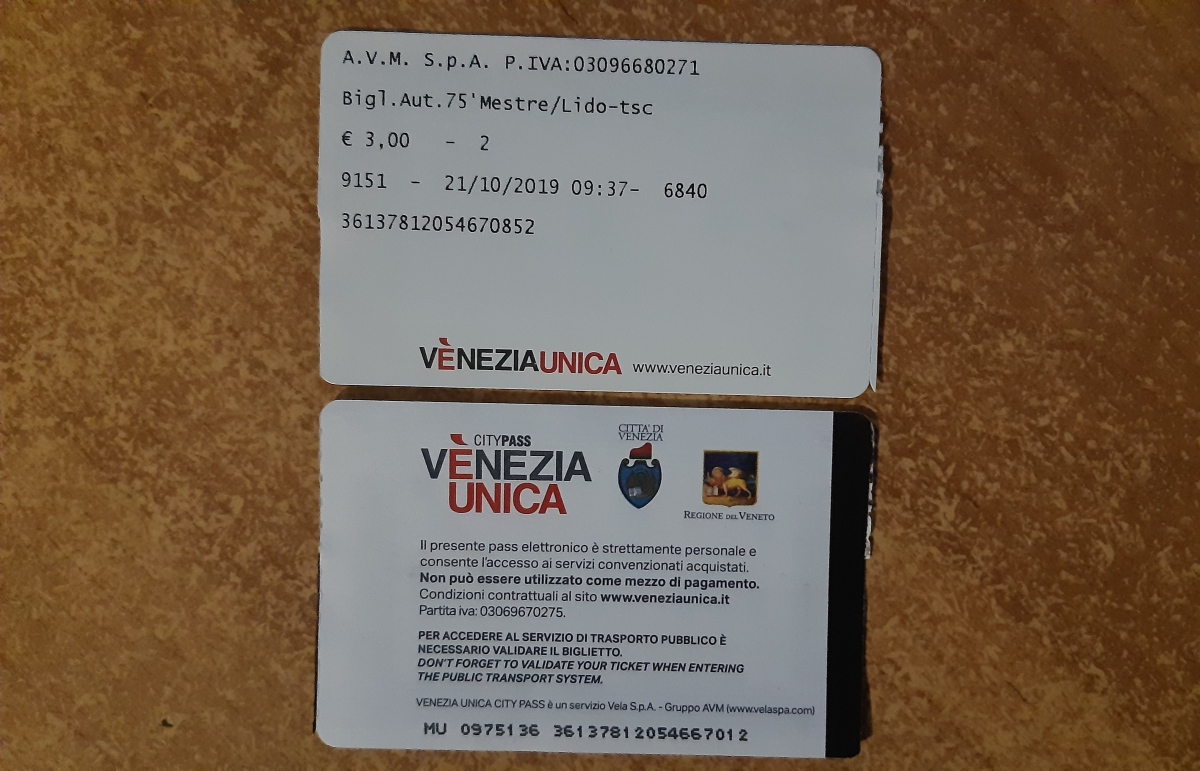 A.V.M. S.p.A. P.IVA:03096680271
Bigl.Aut.75'Mestre/Lido-tsc
€ 3,00 - 2
9151 - 21/10/2019 09:37- 6840
36137812054670852
VÈNEZIAUNICA www.veneziaunica.it
CITYPASS
VÈNEZIA
UNICA
CITTA' DI
VENEZIA
REGIONE DEL VENETO
Il presente pass elettronico è strettamente personale e
consente l'accesso ai servizi convenzionati acquistati.
Non può essere utilizzato come mezzo di pagamento.
Condizioni contrattuali al sito www.veneziaunica.it
Partita iva: 03069670275.
PER ACCEDERE AL SERVIZIO DI TRASPORTO PUBBLICO È
NECESSARIO VALIDARE IL BIGLIETTO.
DON'T FORGET TO VALIDATE YOUR TICKET WHEN ENTERING
THE PUBLIC TRANSPORT SYSTEM.
VENEZIA UNICA CITY PASS è un servizio Vela S.p.A. - Gruppo AVM (www.velaspa.com)
MU 0975136 36137812054667012